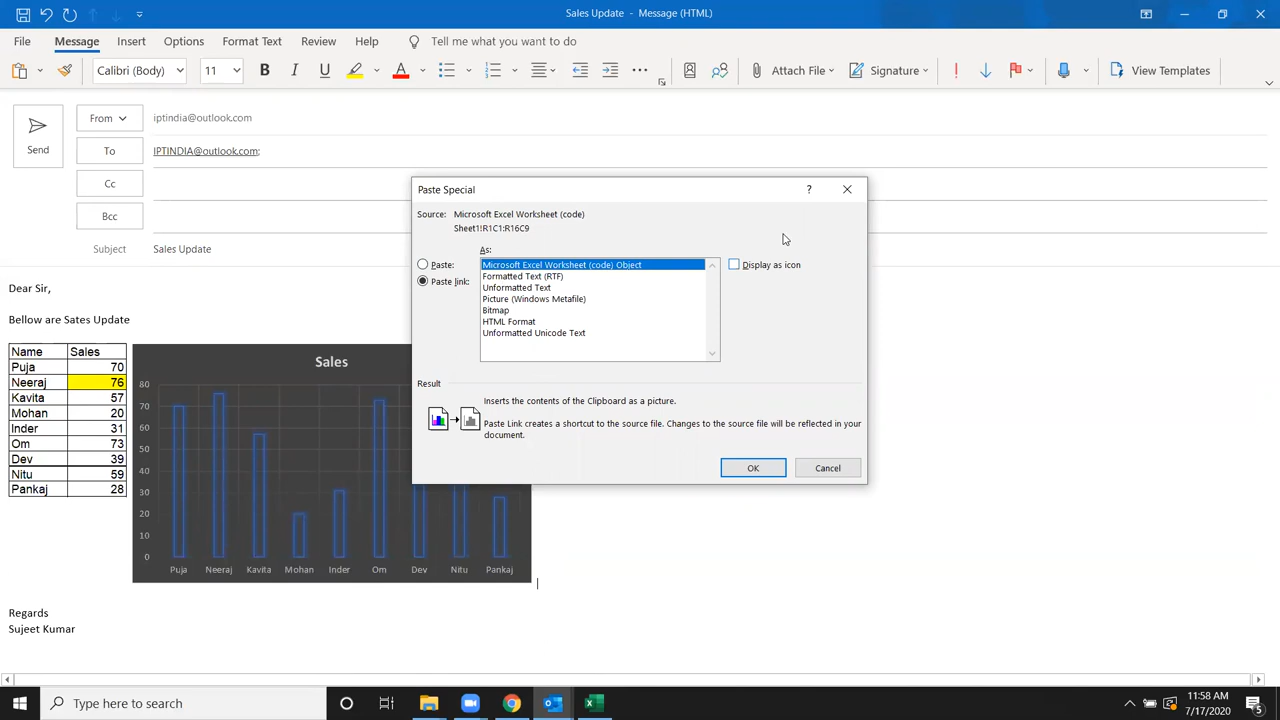 Sales Update - Message (HTML)
File Message Insert Options Format Text Review Help Tell me what you want to do
Calibri (Body) 11 B I U A Attach File Signature View Templates
Send
From iptindia@outlook.com
To IPTINDIA@outlook.com;
Cc
Bcc
Subject Sales Update
Dear Sir,
Bellow are Sates Update
Name Sales
Puja 70
Neeraj 76
Kavita 57
Mohan 20
Inder 31
Om 73
Dev 39
Nitu 59
Pankaj 28
Sales
80
70
60
50
40
30
20
10
0
Puja Neeraj Kavita Mohan Inder Om Dev Nitu Pankaj
Regards
Sujeet Kumar
Paste Special ?
Source: Microsoft Excel Worksheet (code)
Sheet1!R1C1:R16C9
As:
Paste:
Paste link:
Microsoft Excel Worksheet (code) Object
Formatted Text (RTF)
Unformatted Text
Picture (Windows Metafile)
Bitmap
HTML Format
Unformatted Unicode Text
Display as icon
Result
Inserts the contents of the Clipboard as a picture.
Paste Link creates a shortcut to the source file. Changes to the source file will be reflected in your
document.
OK Cancel
Type here to search
11:58 AM
7/17/2020
5